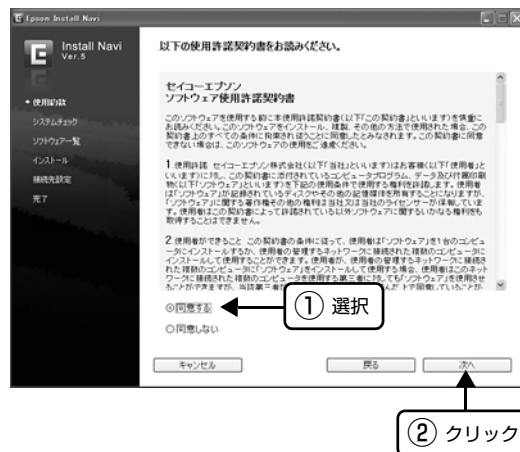 Epson Install Navi
E Install Navi
Ver.5
使用約款
システムチェック
ソフトウェア一覧
インストール
接続先設定
完了
以下の使用許諾契約書をお読みください。
セイコーエプソン
ソフトウェア使用許諾契約書
このソフトウェアを使用する前に本使用許諾契約書(以下「この契約書」といいます)を慎重に
お読みください。このソフトウェアをインストール、複製、その他の方法で使用された場合、この
契約書上のすべての条件に拘束されることに同意したとみなされます。この契約書に同意
できない場合は、このソフトウェアの使用をご遠慮ください。
1. 使用許諾 セイコーエプソン株式会社(以下「当社」といいます)はお客様(以下「使用者」と
いいます)に対し、この契約書に添付されているコンピュータプログラム、データ及び付属の印刷
物(以下「ソフトウェア」といいます)を下記の使用条件で使用する権利を許諾します。使用者
は「ソフトウェア」が記録されているディスクやその他の記憶媒体を所有することになりますが、
「ソフトウェア」に関する著作権その他の権利は当社又は当社のライセンサーが保有していま
す。使用者はこの契約書によって許諾されている以外ソフトウェアに関するいかなる権利も
取得することはできません。
2. 使用者ができること この契約書の条件に従って、使用者は「ソフトウェア」を1台のコンピュ
ータにインストールするか、使用者の管理するネットワークに接続された複数のコンピュータに
インストールして使用することができます。使用者が、使用者の管理するネットワークに接続さ
れた複数のコンピュータに「ソフトウェア」をインストールして使用する場合、使用者はこのネット
ワークに接続された複数のコンピュータを使用する第三者に対しても「ソフトウェア」を使用させ
ることができますが、当該第三者が
同意する
① 選択
同意しない
キャンセル
戻る
次へ
② クリック